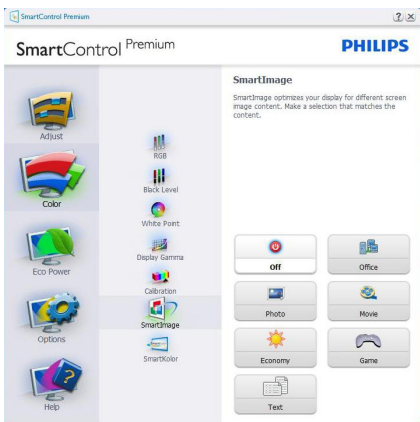 SmartControl Premium
SmartControl Premium
PHILIPS
Adjust
Color
Eco Power
Options
Help
RGB
Black Level
White Point
Display Gamma
Calibration
SmartImage
SmartKolor
SmartImage
SmartImage optimizes your display for different screen
image content. Make a selection that matches the
content.
Off
Office
Photo
Movie
Economy
Game
Text